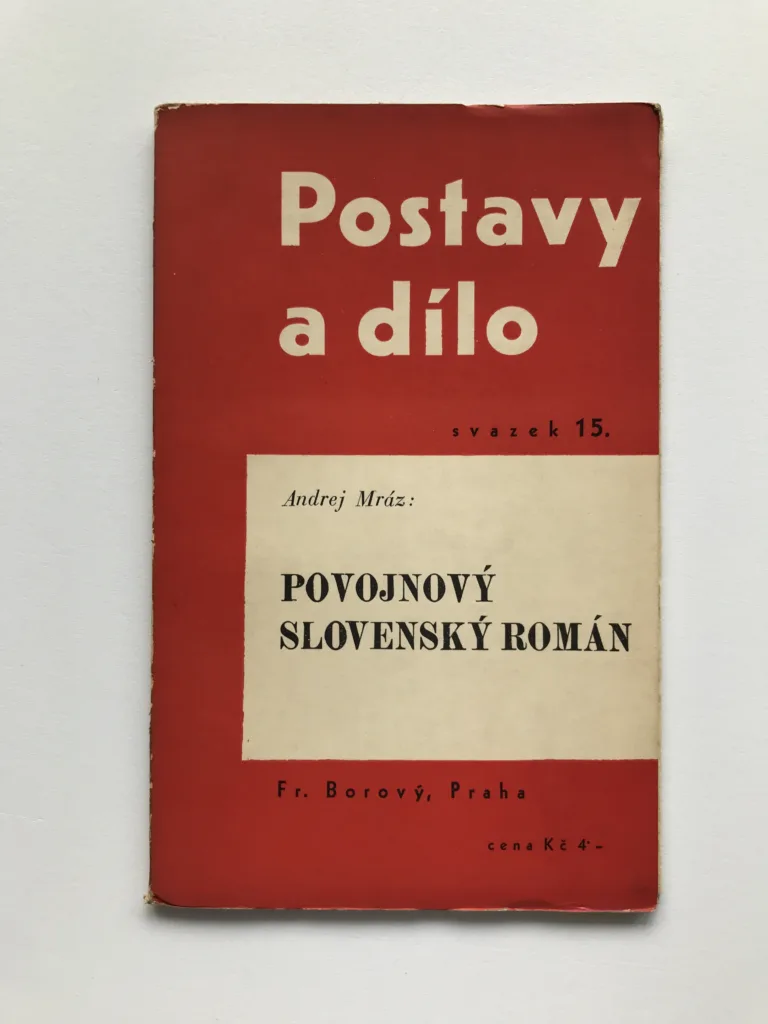 Postavy
a dílo
svazek 15.
Andrej Mráz:
POVOJNOVÝ
SLOVENSKÝ ROMÁN
Fr. Borový, Praha
cena Kč 4·–